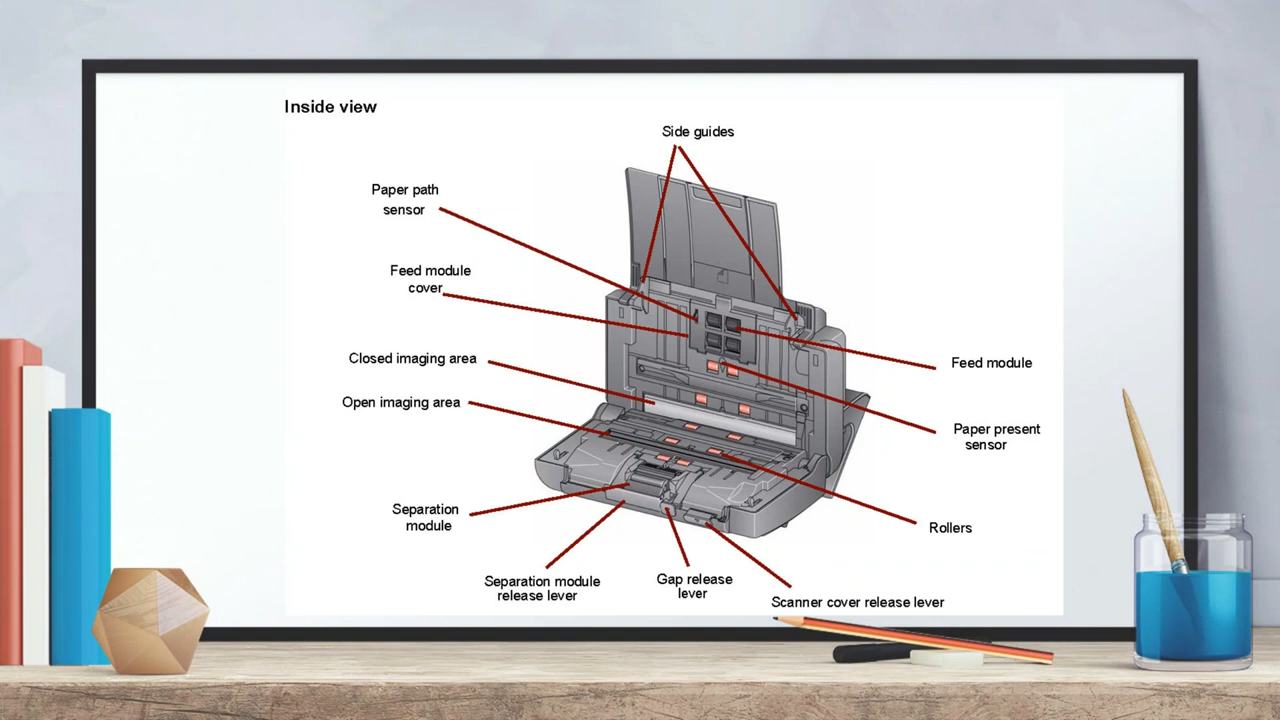 Inside view
Side guides
Paper path
sensor
Feed module
cover
Closed imaging area
Open imaging area
Feed module
Paper present
sensor
Separation
module
Rollers
Separation module
release lever
Gap release
lever
Scanner cover release lever